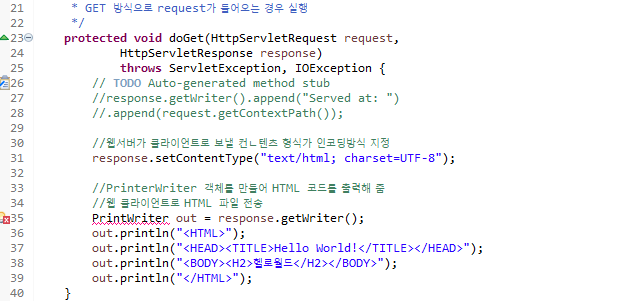 21 * GET 방식으로 request가 들어오는 경우 실행
22 */
23 protected void doGet(HttpServletRequest request,
24 HttpServletResponse response)
25 throws ServletException, IOException {
26 // TODO Auto-generated method stub
27 //response.getWriter().append("Served at: ")
28 //.append(request.getContextPath());
29
30 //웹서버가 클라이언트로 보낼 컨ㄴ텐츠 형식가 인코딩방식 지정
31 response.setContentType("text/html; charset=UTF-8");
32
33 //PrinterWriter 객체를 만들어 HTML 코드를 출력해 줌
34 //웹 클라이언트로 HTML 파일 전송
35 PrintWriter out = response.getWriter();
36 out.println("<HTML>");
37 out.println("<HEAD><TITLE>Hello World!</TITLE></HEAD>");
38 out.println("<BODY><H2>헬로월드</H2></BODY>");
39 out.println("</HTML>");
40 }